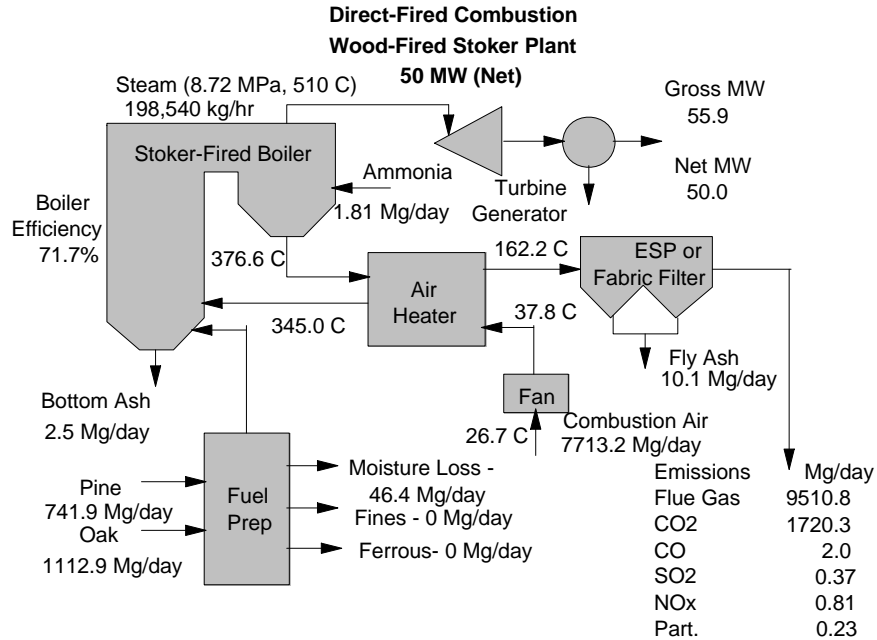 Direct-Fired Combustion
Wood-Fired Stoker Plant
50 MW (Net)
Steam (8.72 MPa, 510 C)
198,540 kg/hr
Gross MW
55.9
Stoker-Fired Boiler
Ammonia
1.81 Mg/day
Turbine
Generator
Net MW
50.0
Boiler
Efficiency
71.7%
376.6 C
162.2 C
ESP or
Fabric Filter
Air
Heater
345.0 C
37.8 C
Fly Ash
10.1 Mg/day
Bottom Ash
2.5 Mg/day
Fan
26.7 C
Combustion Air
7713.2 Mg/day
Pine
741.9 Mg/day
Oak
1112.9 Mg/day
Fuel
Prep
Moisture Loss -
46.4 Mg/day
Fines - 0 Mg/day
Ferrous- 0 Mg/day
Emissions Mg/day
Flue Gas 9510.8
CO2 1720.3
CO 2.0
SO2 0.37
NOx 0.81
Part. 0.23